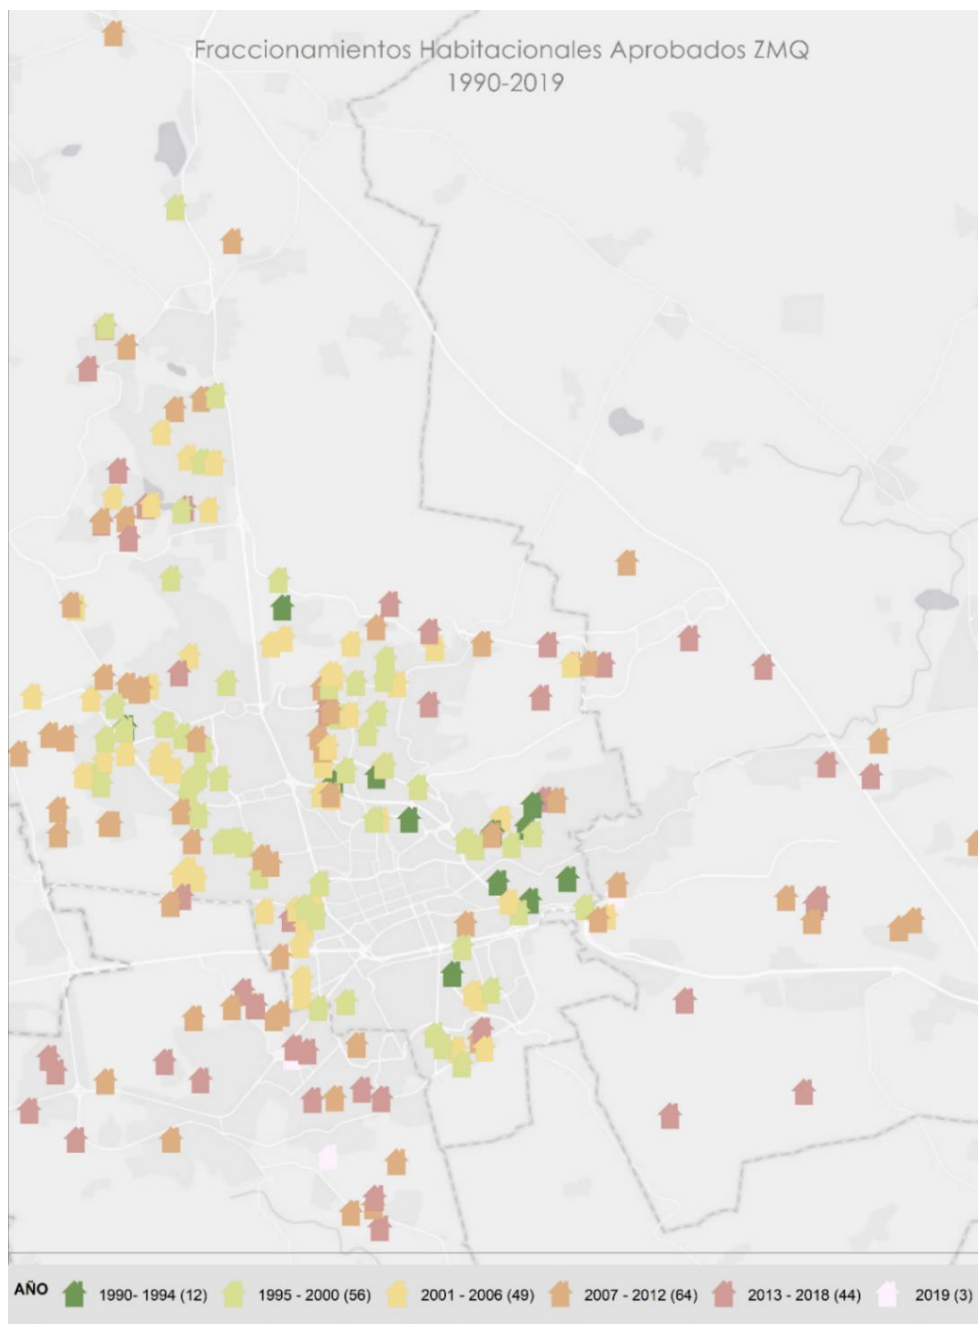 Fraccionamientos Habitacionales Aprobados ZMQ
1990-2019
AÑO 1990- 1994 (12) 1995 - 2000 (56) 2001 - 2006 (49) 2007 - 2012 (64) 2013 - 2018 (44) 2019 (3)